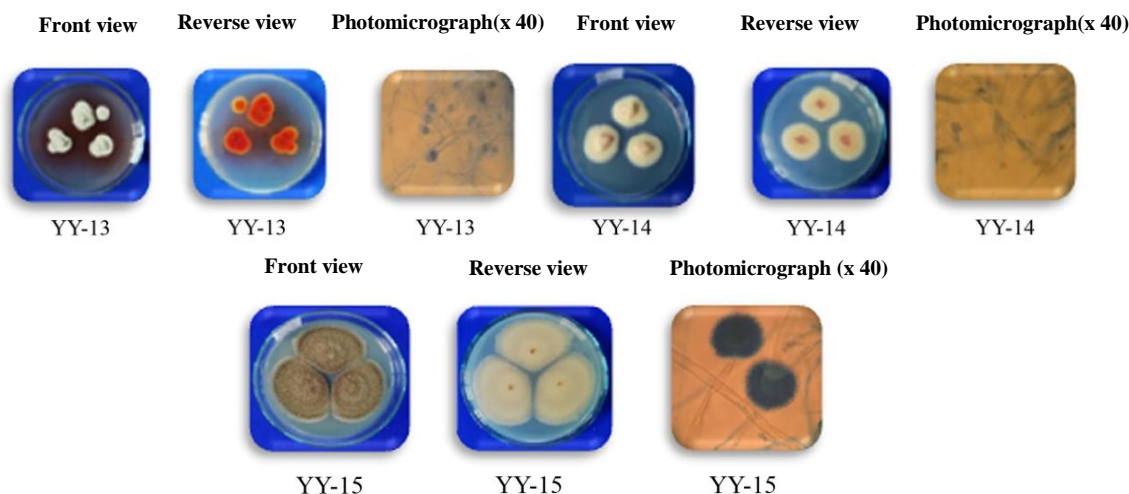 Front view Reverse view Photomicrograph(x 40) Front view Reverse view Photomicrograph(x 40)
YY-13 YY-13 YY-13 YY-14 YY-14 YY-14
Front view Reverse view Photomicrograph (x 40)
YY-15 YY-15 YY-15